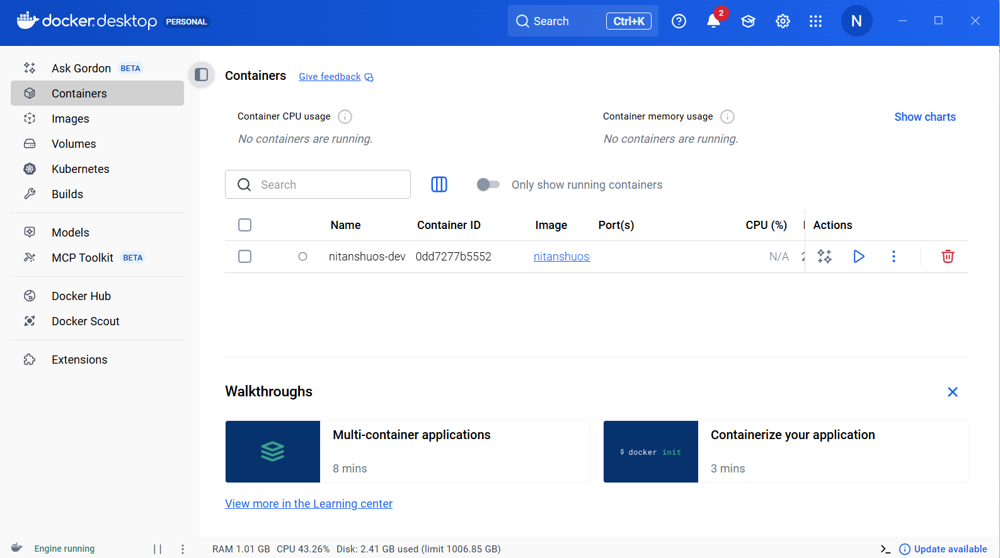 docker.desktop PERSONAL Search Ctrl+K 2 N
Ask Gordon BETA
Containers
Images
Volumes
Kubernetes
Builds
Models
MCP Toolkit BETA
Docker Hub
Docker Scout
Extensions
Containers Give feedback
Container CPU usage
No containers are running.
Container memory usage
No containers are running.
Show charts
Search
Only show running containers
Name Container ID Image Port(s) CPU (%) Actions
nitanshuos-dev 0dd7277b5552 nitanshuos- N/A
Walkthroughs
Multi-container applications
8 mins
$ docker init
Containerize your application
3 mins
View more in the Learning center
Engine running RAM 1.01 GB CPU 43.26% Disk: 2.41 GB used (limit 1006.85 GB) >_ Update available